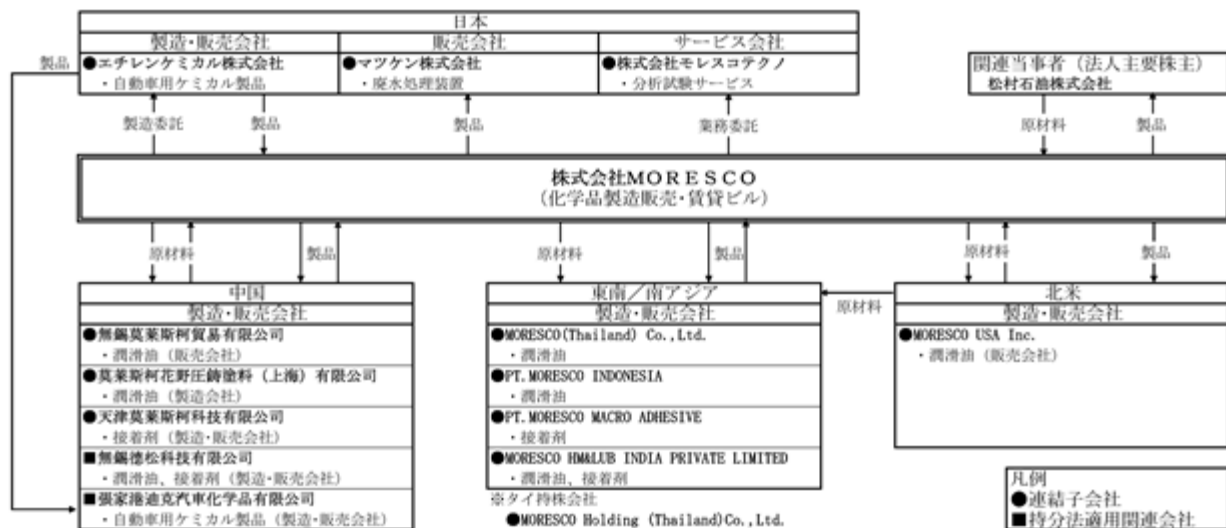 日本
製造・販売会社
販売会社
サービス会社
●エチレンケミカル株式会社
・自動車用ケミカル製品
●マツケン株式会社
・廃水処理装置
●株式会社モレスコテクノ
・分析試験サービス
関連当事者(法人主要株主)
松村石油株式会社
製品
製造委託
製品
製品
業務委託
原材料
製品
株式会社MORESCO
(化学品製造販売・賃貸ビル)
原材料
製品
原材料
製品
原材料
製品
中国
製造・販売会社
●無錫莫莱斯柯貿易有限公司
・潤滑油(販売会社)
●莫莱斯柯花野圧鋳塗料(上海)有限公司
・潤滑油(製造会社)
●天津莫莱斯柯科技有限公司
・接着剤(製造・販売会社)
■無錫德松科技有限公司
・潤滑油、接着剤(製造・販売会社)
■張家港迪克汽車化学品有限公司
・自動車用ケミカル製品(製造・販売会社)
東南/南アジア
製造・販売会社
●MORESCO(Thailand) Co.,Ltd.
・潤滑油
●PT.MORESCO INDONESIA
・潤滑油
●PT.MORESCO MACRO ADHESIVE
・接着剤
●MORESCO HM&LUB INDIA PRIVATE LIMITED
・潤滑油、接着剤
※タイ持株会社
●MORESCO Holding (Thailand)Co.,Ltd.
原材料
北米
製造・販売会社
●MORESCO USA Inc.
・潤滑油(販売会社)
凡例
●連結子会社
■持分法適用関連会社